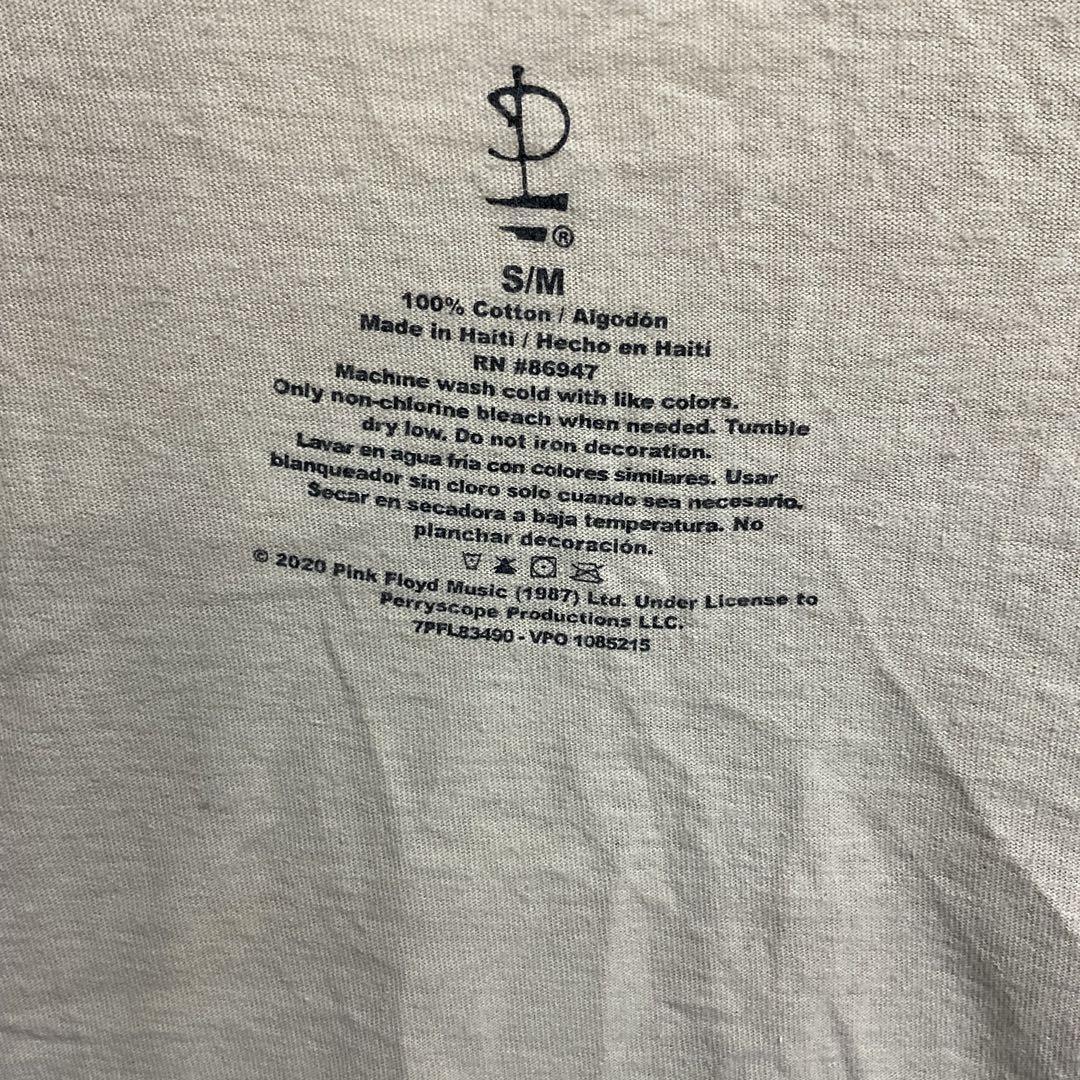 ®
S/M
100% Cotton / Algodón
Made in Haiti / Hecho en Haití
RN #86947
Machine wash cold with like colors.
Only non-chlorine bleach when needed. Tumble
dry low. Do not iron decoration.
Lavar en agua fría con colores similares. Usar
blanqueador sin cloro solo cuando sea necesario.
Secar en secadora a baja temperatura. No
planchar decoración.
© 2020 Pink Floyd Music (1987) Ltd. Under License to
Perryscope Productions LLC.
7PFL83490 - VPO 1085215